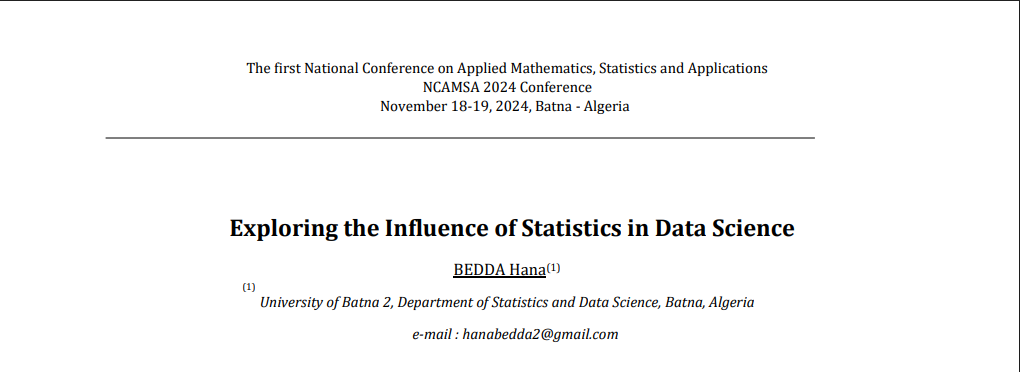 The first National Conference on Applied Mathematics, Statistics and Applications
NCAMSA 2024 Conference
November 18-19, 2024, Batna - Algeria
Exploring the Influence of Statistics in Data Science
BEDDA Hana(1)
(1) University of Batna 2, Department of Statistics and Data Science, Batna, Algeria
e-mail : hanabedda2@gmail.com